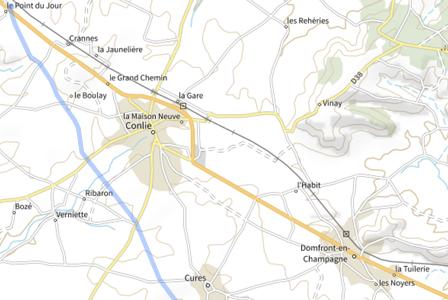 le Point du Jour
les Rehéries
Crannes
la Jaunelière
le Grand Chemin
D38
le Boulay
la Gare
Vinay
la Maison Neuve
Conlie
l'Habit
Ribaron
Bozé
Verniette
Domfront-en-
Champagne
la Tuilerie
Cures
les Noyers